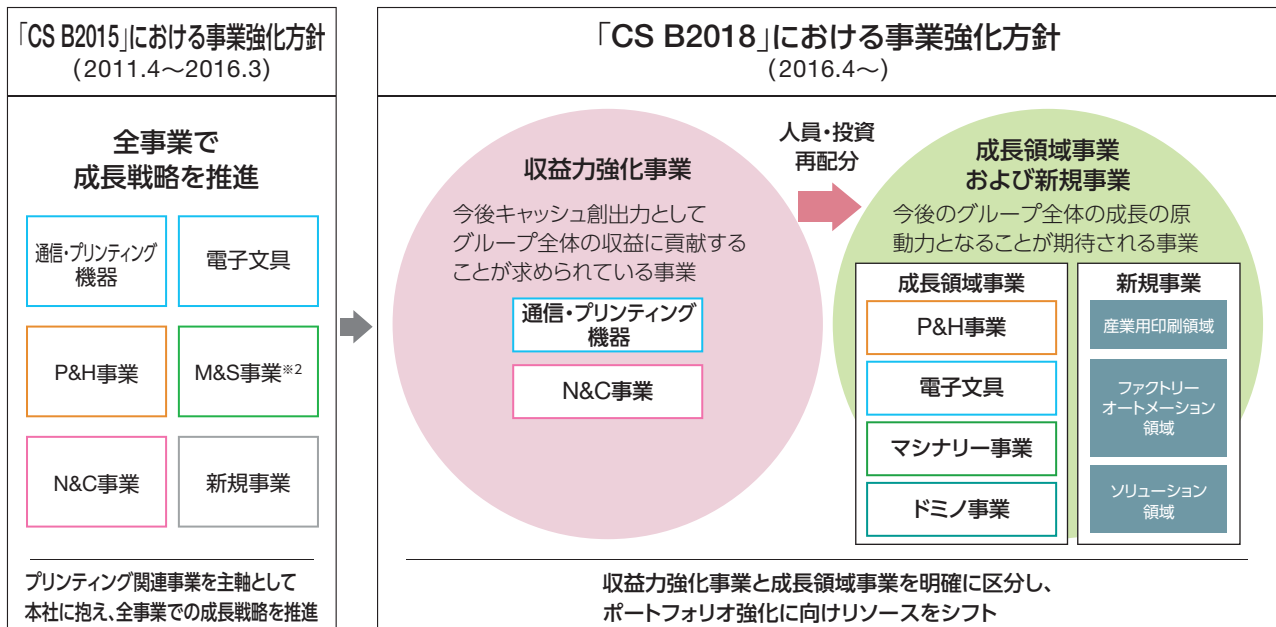 「CS B2015」における事業強化方針
(2011.4～2016.3)
全事業で
成長戦略を推進
通信・プリンティング
機器
電子文具
P&H事業
M&S事業※2
N&C事業
新規事業
プリンティング関連事業を主軸として
本社に抱え、全事業での成長戦略を推進
「CS B2018」における事業強化方針
(2016.4～)
収益力強化事業
今後キャッシュ創出力として
グループ全体の収益に貢献する
ことが求められている事業
通信・プリンティング
機器
N&C事業
人員・投資
再配分
成長領域事業
および新規事業
今後のグループ全体の成長の原
動力となることが期待される事業
成長領域事業
P&H事業
電子文具
マシナリー事業
ドミノ事業
新規事業
産業用印刷領域
ファクトリー
オートメーション
領域
ソリューション
領域
収益力強化事業と成長領域事業を明確に区分し、
ポートフォリオ強化に向けリソースをシフト